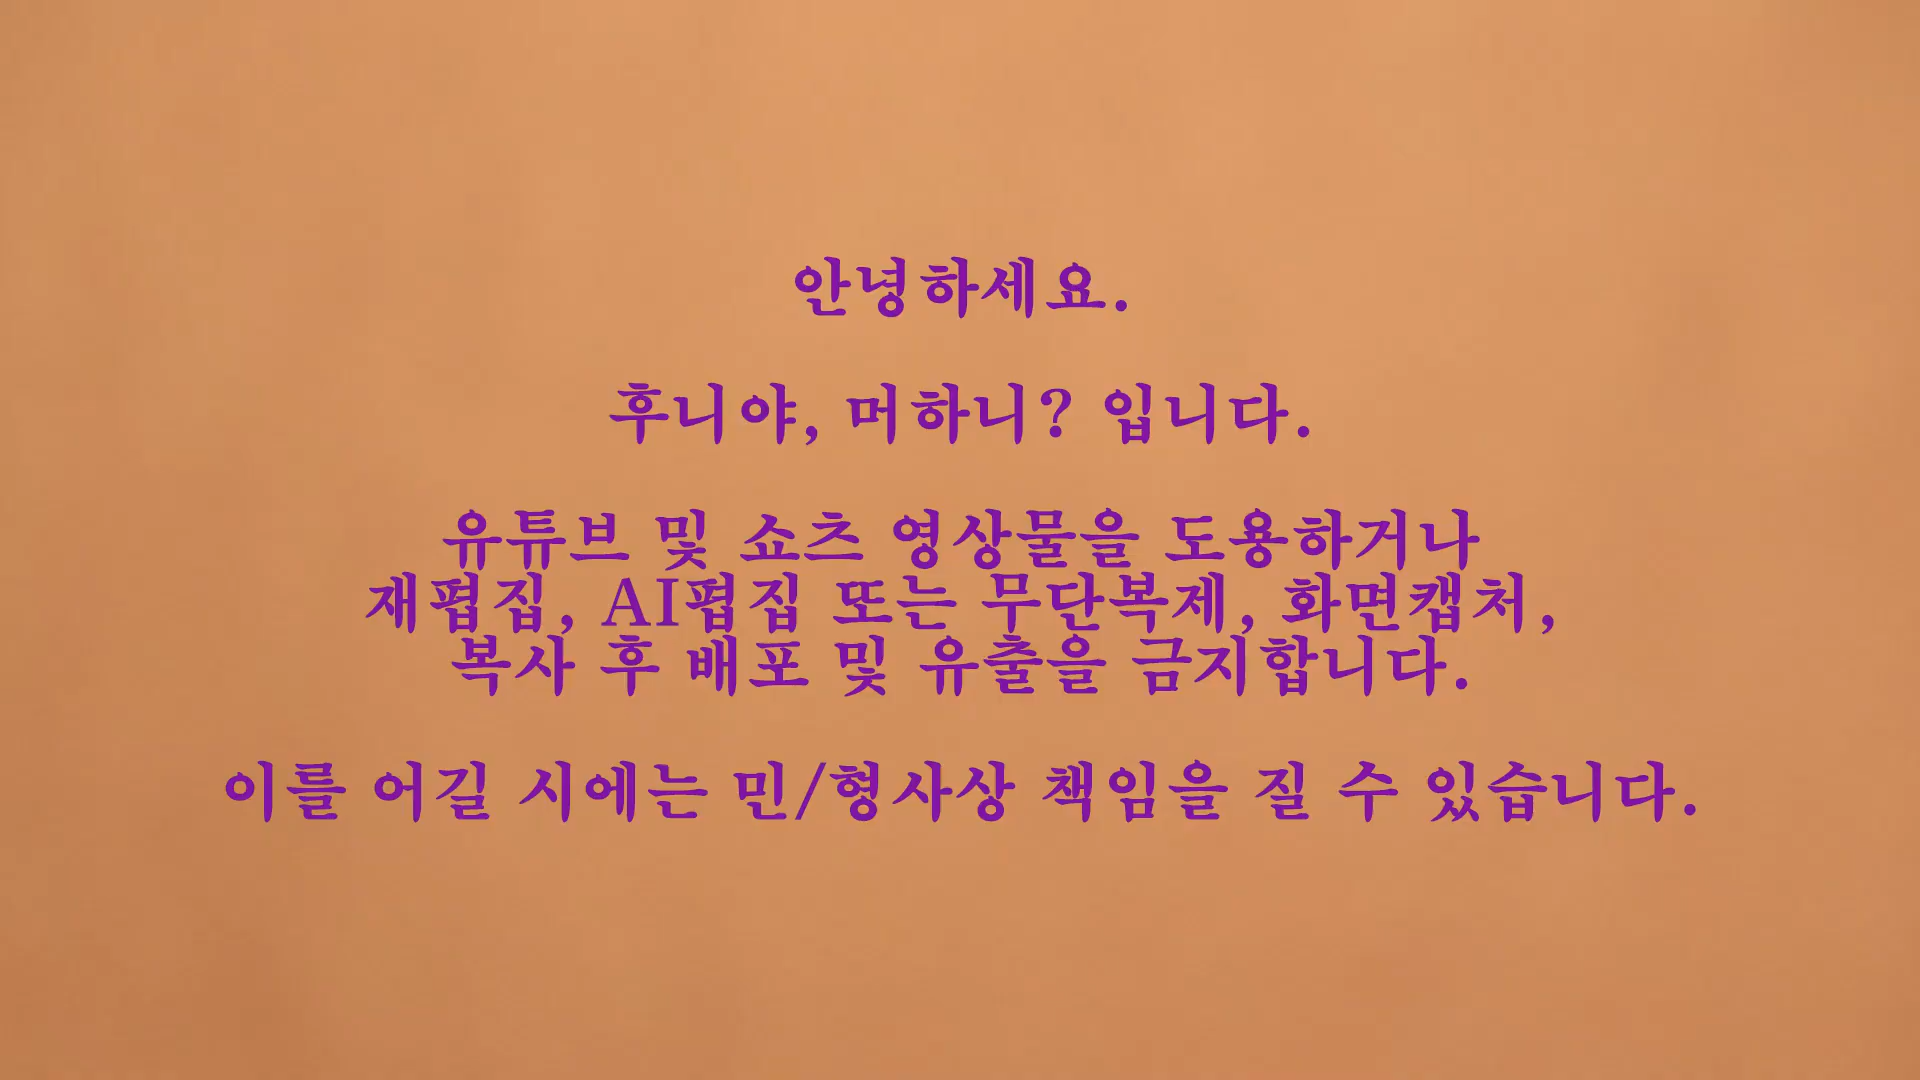 안녕하세요.
후니야, 머하니? 입니다.
유튜브 및 쇼츠 영상물을 도용하거나
재폅집, AI폅집 또는 무단복제, 화면캡처,
복사 후 배포 및 유출을 금지합니다.
이를 어길 시에는 민/형사상 책임을 질 수 있습니다.